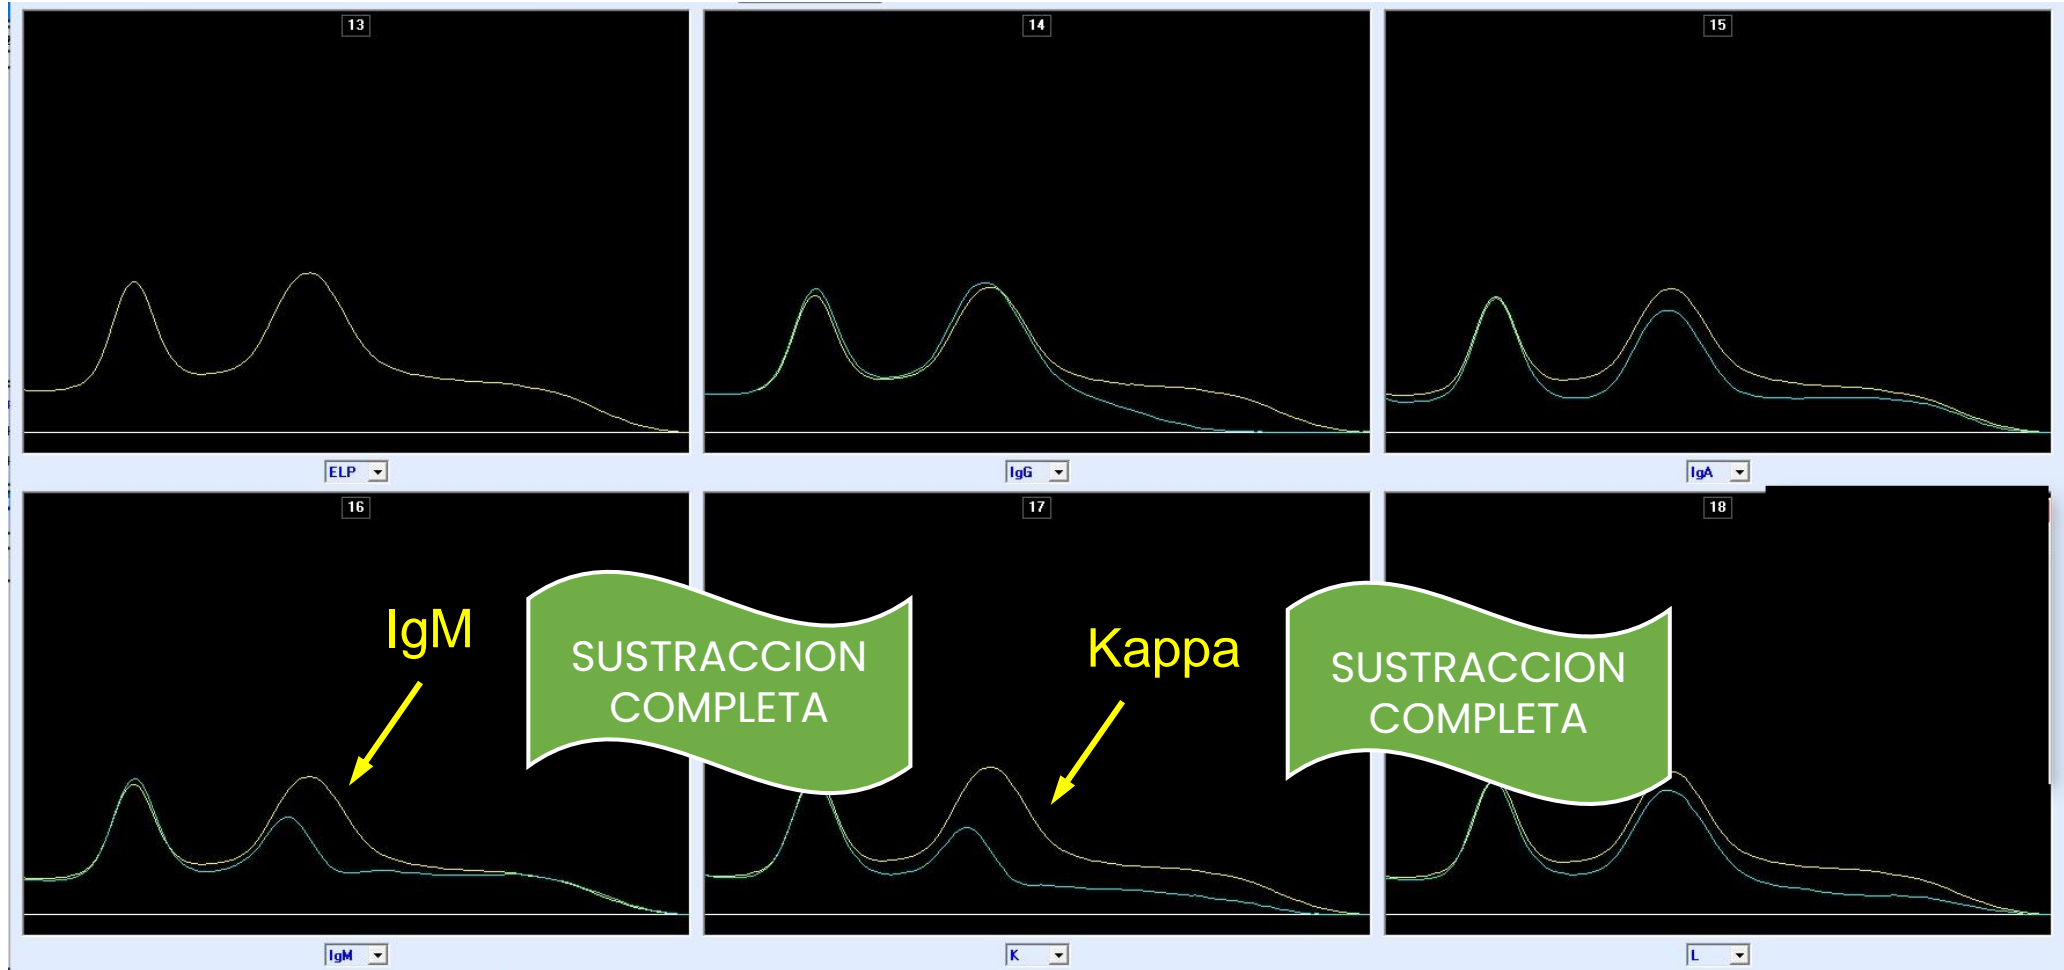 13
14
15
ELP
IgG
IgA
16
17
18
IgM
SUSTRACCION
COMPLETA
Kappa
SUSTRACCION
COMPLETA
IgM
K
L